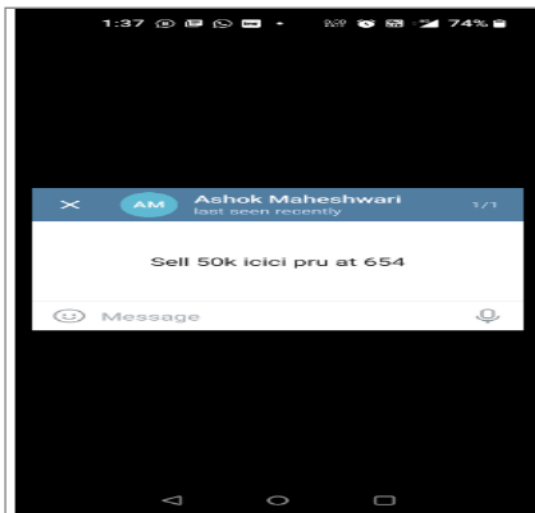 1:37 74%
× AM Ashok Maheshwari 1/1
last seen recently
Sell 50k icici pru at 654
Message